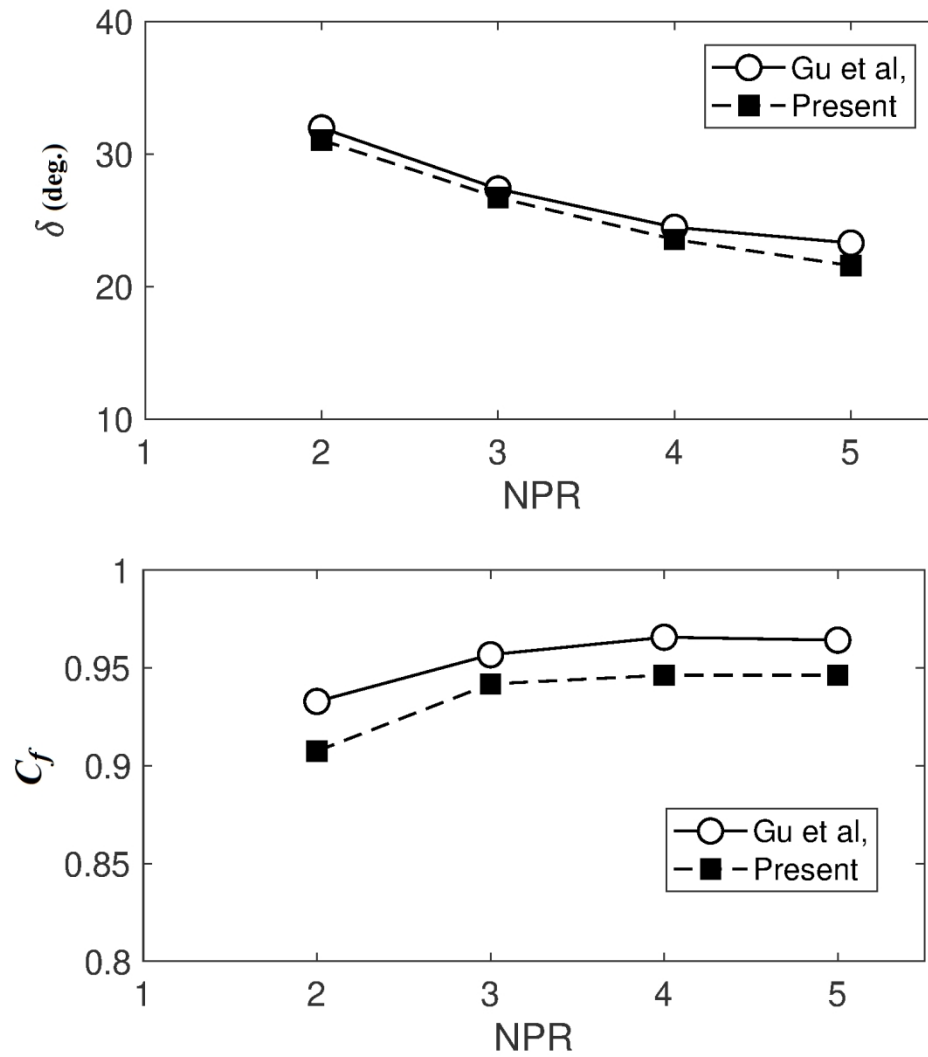 40
30
20
10
δ (deg.)
Gu et al,
Present
1 2 3 4 5
NPR
1
0.95
0.9
0.85
0.8
C_f
Gu et al,
Present
1 2 3 4 5
NPR